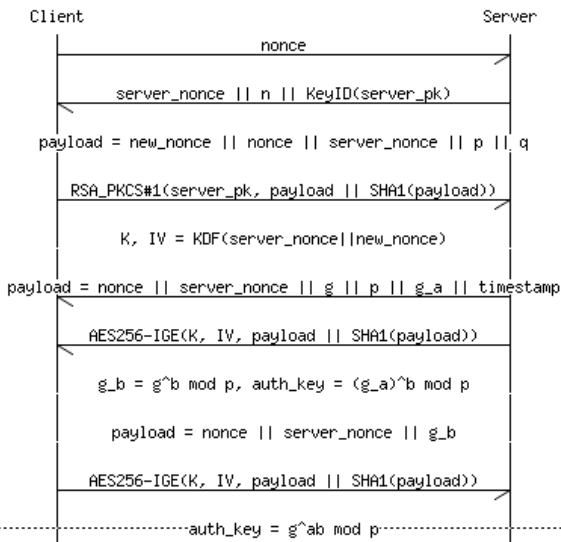 Client Server
nonce
server_nonce || n || KeyID(server_pk)
payload = new_nonce || nonce || server_nonce || p || q
RSA_PKCS#1(server_pk, payload || SHA1(payload))
K, IV = KDF(server_nonce||new_nonce)
payload = nonce || server_nonce || g || p || g_a || timestamp
AES256-IGE(K, IV, payload || SHA1(payload))
g_b = g^b mod p, auth_key = (g_a)^b mod p
payload = nonce || server_nonce || g_b
AES256-IGE(K, IV, payload || SHA1(payload))
auth_key = g^ab mod p